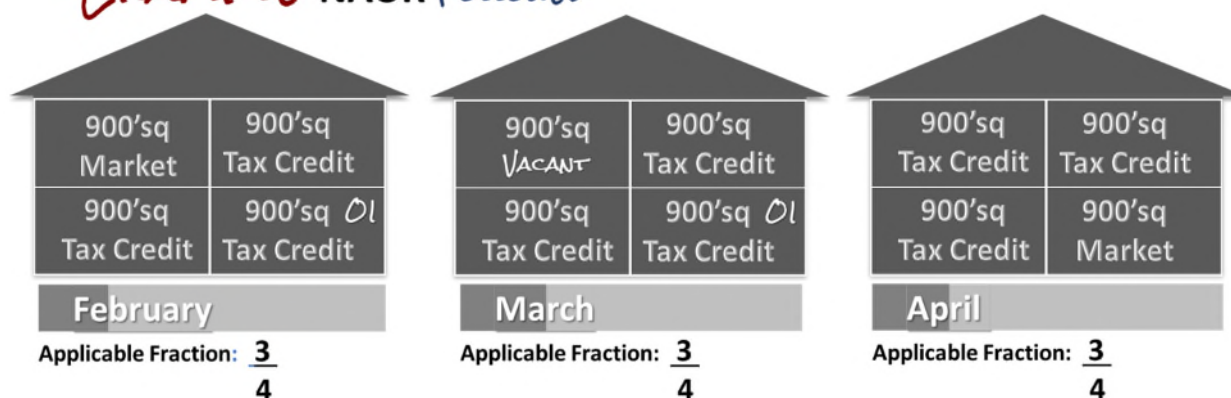 NAUR
900'sq
Market
900'sq
Tax Credit
900'sq
Tax Credit
900'sq OI
Tax Credit
February
Applicable Fraction: 3
4
900'sq
VACANT
900'sq
Tax Credit
900'sq
Tax Credit
900'sq OI
Tax Credit
March
Applicable Fraction: 3
4
900'sq
Tax Credit
900'sq
Tax Credit
900'sq
Tax Credit
900'sq
Market
April
Applicable Fraction: 3
4